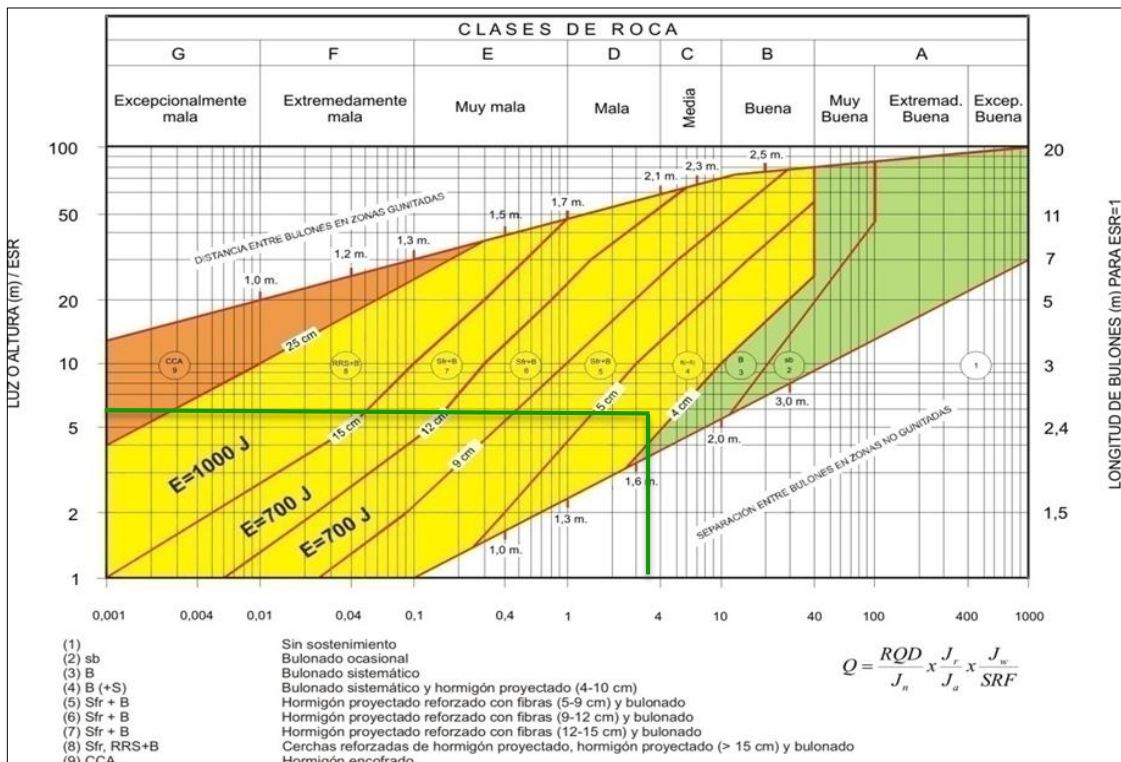 CLASES DE ROCA
G F E D C B A
Excepcionalmente mala
Extremedamente mala
Muy mala
Mala
Media
Buena
Muy Buena
Extremad. Buena
Excep. Buena
LUZ O ALTURA (m) / ESR
100
50
20
10
5
2
1
20
11
7
5
3
2,4
1,5
LONGITUD DE BULONES (m) PARA ESR=1
DISTANCIA ENTRE BULONES EN ZONAS GUNITADAS
1,0 m.
1,2 m.
1,3 m.
1,5 m.
1,7 m.
2,1 m.
2,3 m.
2,5 m.
25 cm
15 cm
12 cm
9 cm
5 cm
4 cm
CCA
9
RRS+B
8
Sfr+B
7
Sfr+B
6
Sfr+B
5
4
B
3
sb
2
1
E=1000 J
E=700 J
E=700 J
1,0 m.
1,3 m.
1,6 m.
2,0 m.
3,0 m.
SEPARACIÓN ENTRE BULONES EN ZONAS NO GUNITADAS
0,001 0,004 0,01 0,04 0,1 0,4 1 4 10 40 100 400 1000
(1) Sin sostenimiento
(2) sb Bulonado ocasional
(3) B Bulonado sistemático
(4) B (+S) Bulonado sistemático y hormigón proyectado (4-10 cm)
(5) Sfr + B Hormigón proyectado reforzado con fibras (5-9 cm) y bulonado
(6) Sfr + B Hormigón proyectado reforzado con fibras (9-12 cm) y bulonado
(7) Sfr + B Hormigón proyectado reforzado con fibras (12-15 cm) y bulonado
(8) Sfr, RRS+B Cerchas reforzadas de hormigón proyectado, hormigón proyectado (> 15 cm) y bulonado
(9) CCA Hormigón encofrado
Q = RQD/Jn x Jr/Ja x Jw/SRF